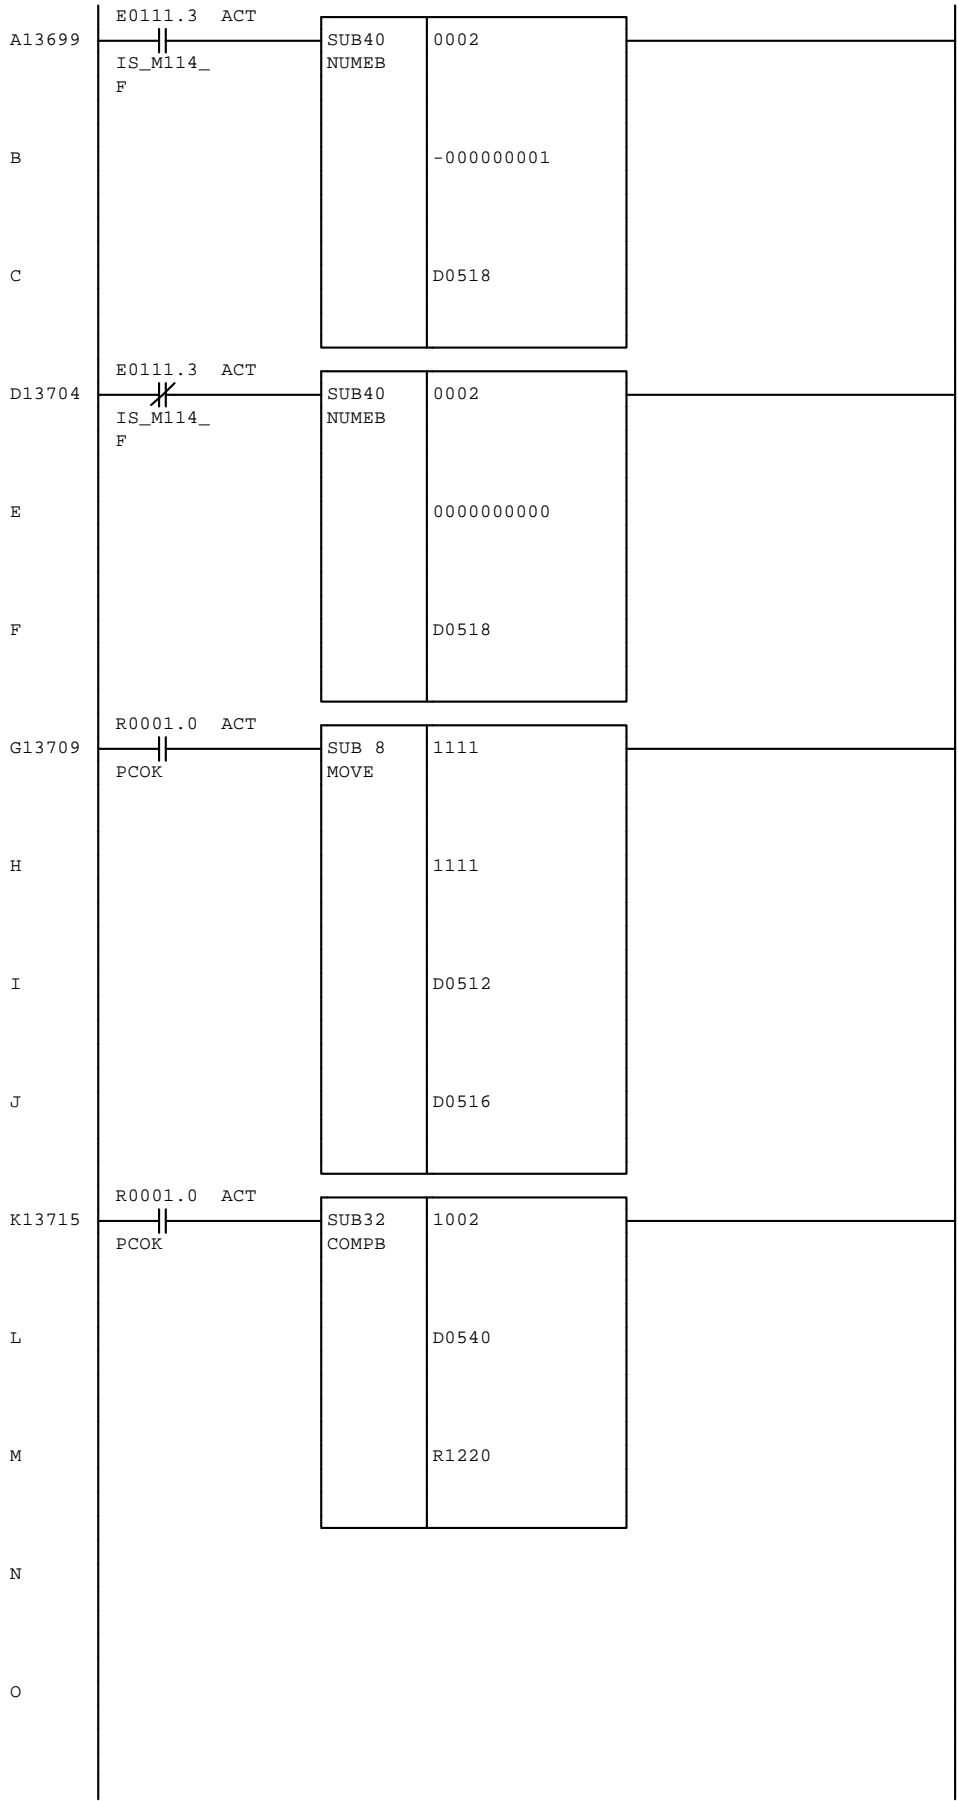 E0111.3 ACT
A13699 SUB40 0002
IS_M114_ NUMEB
F
B -000000001
C D0518
E0111.3 ACT
D13704 SUB40 0002
IS_M114_ NUMEB
F
E 0000000000
F D0518
R0001.0 ACT
G13709 SUB 8 1111
PCOK MOVE
H 1111
I D0512
J D0516
R0001.0 ACT
K13715 SUB32 1002
PCOK COMPB
L D0540
M R1220
N
O